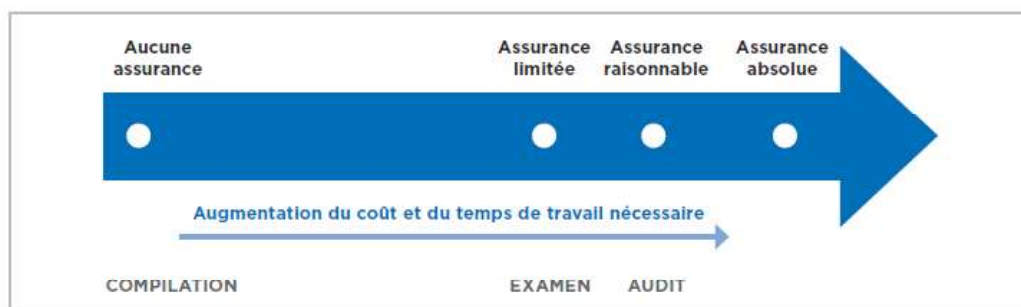 Aucune
assurance
Assurance
limitée
Assurance
raisonnable
Assurance
absolue
Augmentation du coût et du temps de travail nécessaire
COMPILATION
EXAMEN
AUDIT